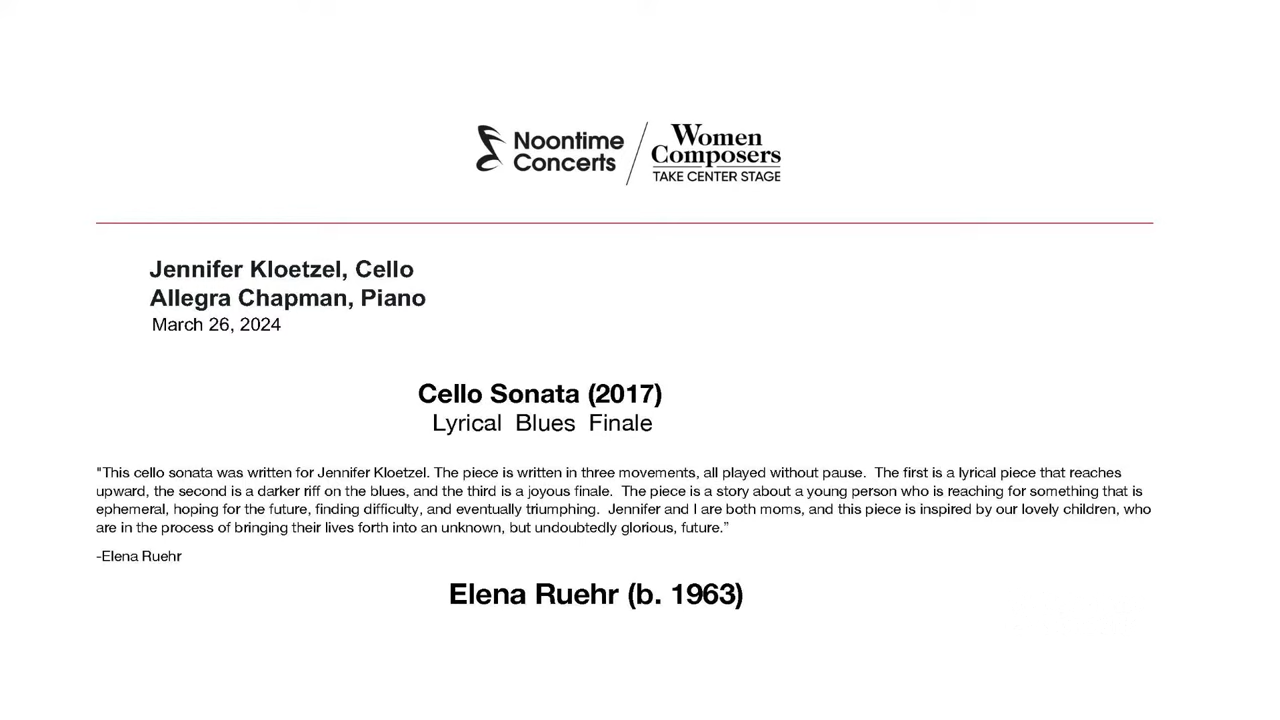 Noontime
Concerts
Women
Composers
TAKE CENTER STAGE
Jennifer Kloetzel, Cello
Allegra Chapman, Piano
March 26, 2024
Cello Sonata (2017)
Lyrical  Blues  Finale
"This cello sonata was written for Jennifer Kloetzel. The piece is written in three movements, all played without pause.  The first is a lyrical piece that reaches
upward, the second is a darker riff on the blues, and the third is a joyous finale.  The piece is a story about a young person who is reaching for something that is
ephemeral, hoping for the future, finding difficulty, and eventually triumphing.  Jennifer and I are both moms, and this piece is inspired by our lovely children, who
are in the process of bringing their lives forth into an unknown, but undoubtedly glorious, future."
-Elena Ruehr
Elena Ruehr (b. 1963)